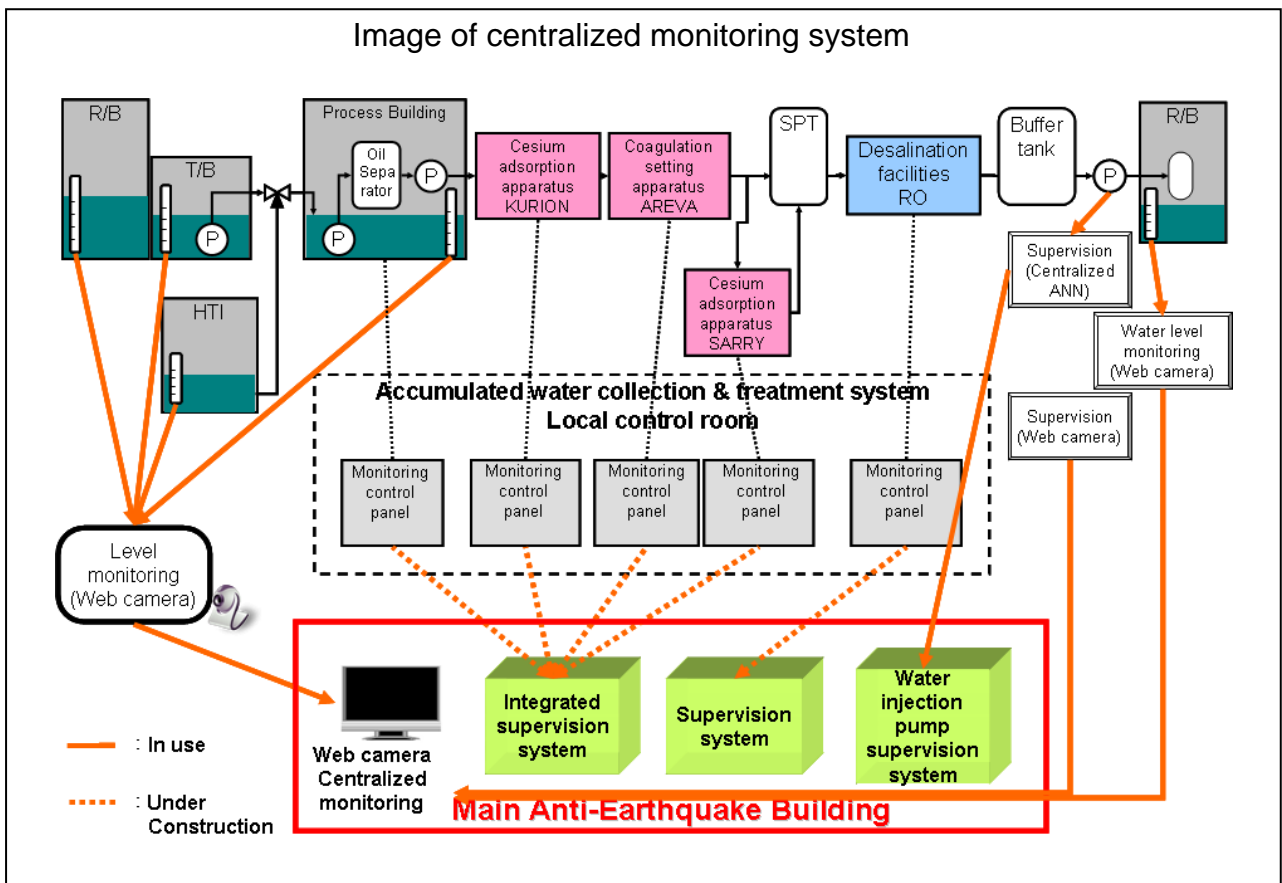 Image of centralized monitoring system
R/B
T/B
P
HTI
Process Building
Oil
Sepa
rator
P
P
Cesium
adsorption
apparatus
KURION
Coagulation
setting
apparatus
AREVA
Cesium
adsorption
apparatus
SARRY
SPT
Desalination
facilities
RO
Buffer
tank
P
R/B
Supervision
(Centralized
ANN)
Water level
monitoring
(Web camera)
Supervision
(Web camera)
Accumulated water collection & treatment system
Local control room
Monitoring
control
panel
Monitoring
control
panel
Monitoring
control
panel
Monitoring
control
panel
Monitoring
control
panel
Level
monitoring
(Web camera)
Web camera
Centralized
monitoring
Integrated
supervision
system
Supervision
system
Water
injection
pump
supervision
system
Main Anti-Earthquake Building
: In use
: Under
Construction